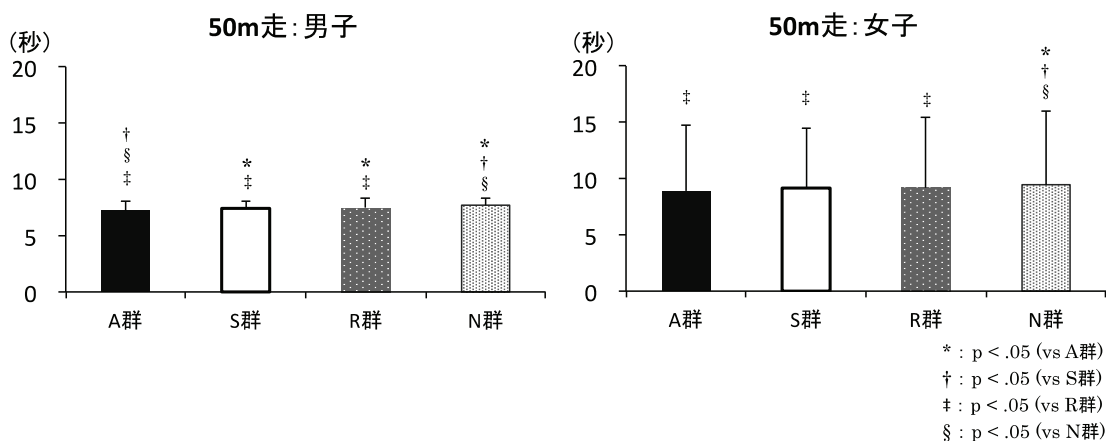 50m走：男子
（秒）
20
15
10
5
0
†
§
‡
*
‡
*
‡
*
†
§
A群
S群
R群
N群
50m走：女子
（秒）
20
15
10
5
0
‡
‡
‡
*
†
§
A群
S群
R群
N群
* : p < .05 (vs A群)
† : p < .05 (vs S群)
‡ : p < .05 (vs R群)
§ : p < .05 (vs N群)